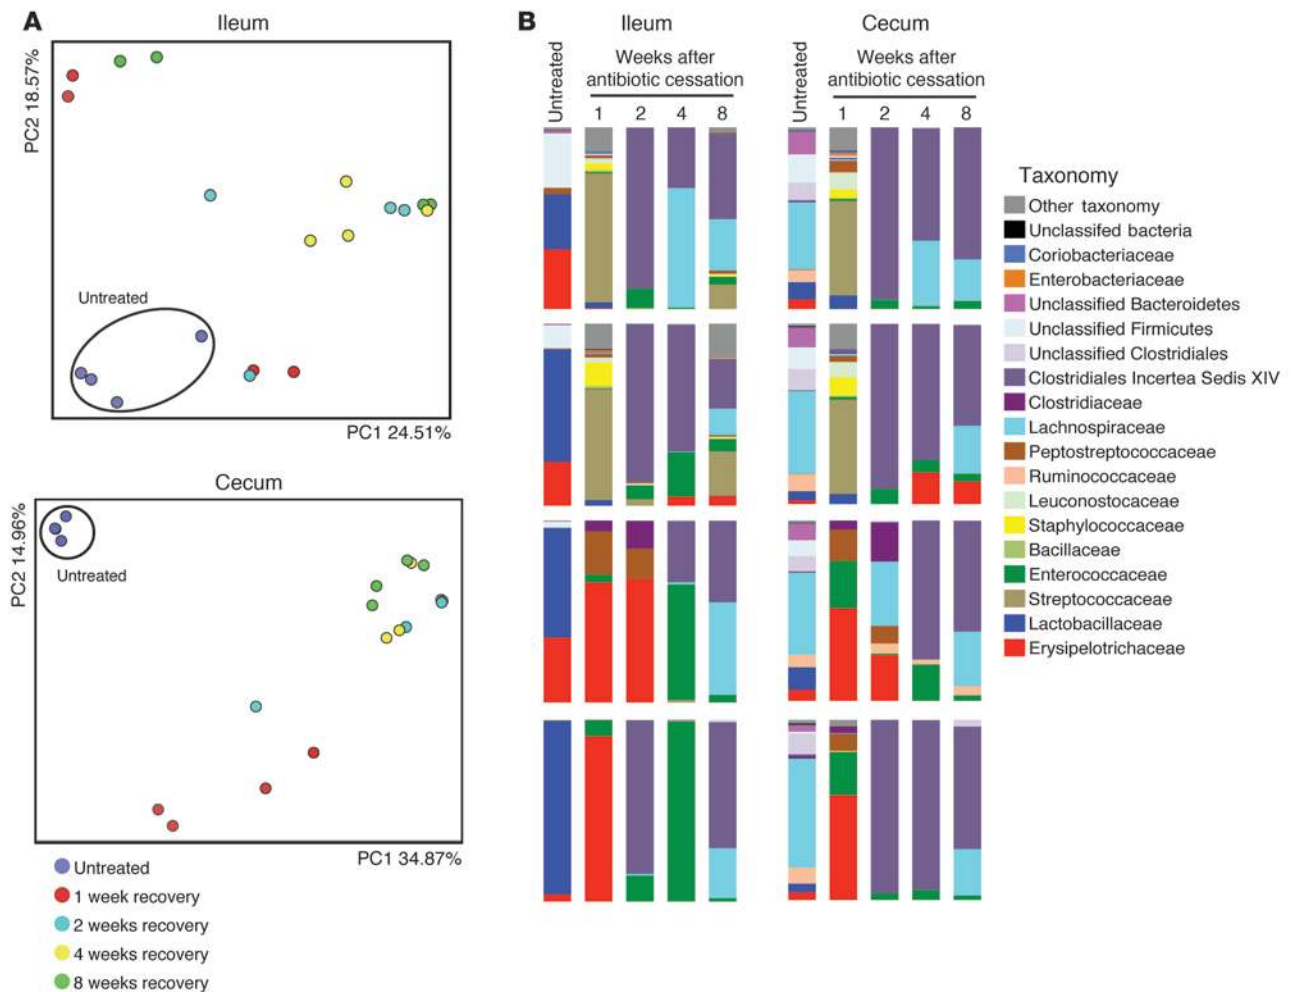 A
Ileum
PC2 18.57%
Untreated
PC1 24.51%
Cecum
PC2 14.96%
Untreated
PC1 34.87%
Untreated
1 week recovery
2 weeks recovery
4 weeks recovery
8 weeks recovery
B
Ileum
Cecum
Untreated
Weeks after
antibiotic cessation
1 2 4 8
Untreated
Weeks after
antibiotic cessation
1 2 4 8
Taxonomy
Other taxonomy
Unclassifed bacteria
Coriobacteriaceae
Enterobacteriaceae
Unclassified Bacteroidetes
Unclassified Firmicutes
Unclassified Clostridiales
Clostridiales Incertea Sedis XIV
Clostridiaceae
Lachnospiraceae
Peptostreptococcaceae
Ruminococcaceae
Leuconostocaceae
Staphylococcaceae
Bacillaceae
Enterococcaceae
Streptococcaceae
Lactobacillaceae
Erysipelotrichaceae